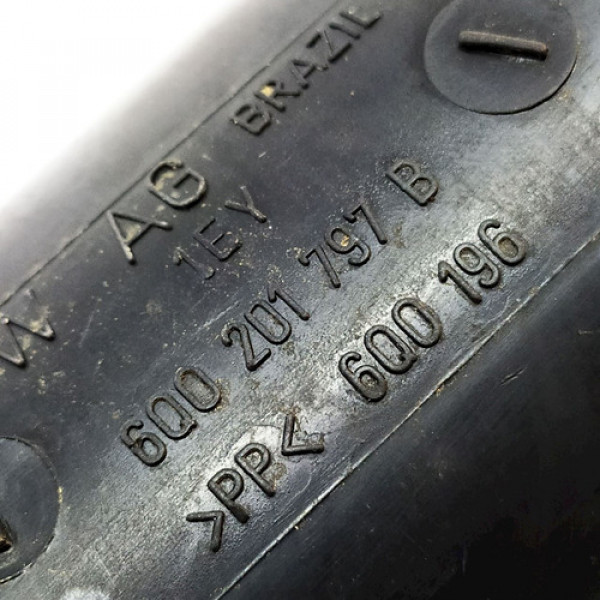 W AG BRAZIL
1EY
6Q0 201 797 B
>PP< 6Q0 196